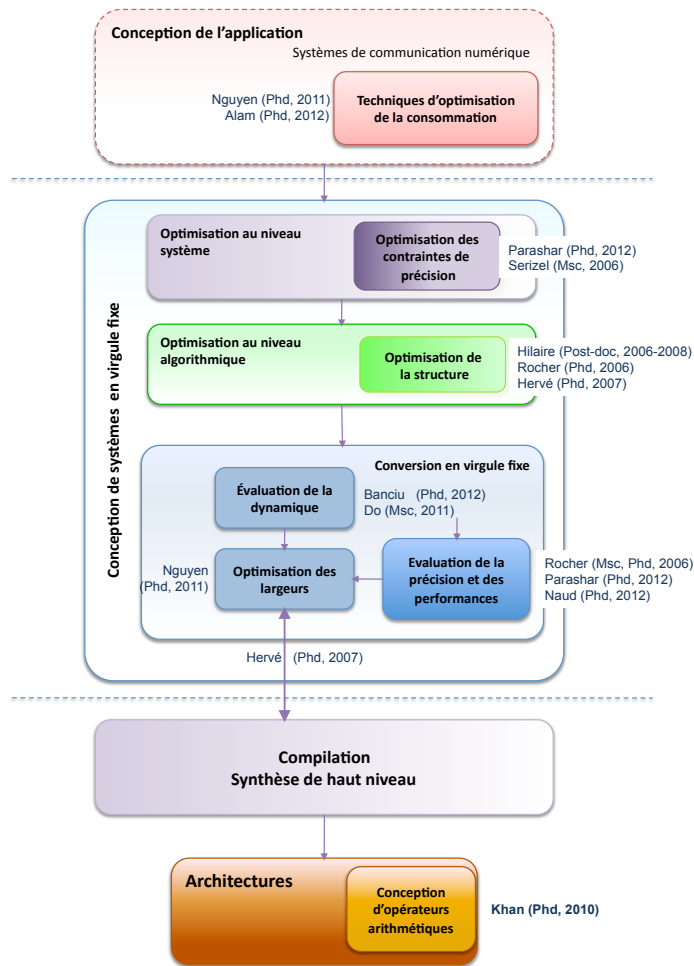 Conception de l'application
Systèmes de communication numérique
Nguyen (Phd, 2011)
Alam (Phd, 2012)
Techniques d'optimisation
de la consommation
Conception de systèmes en virgule fixe
Optimisation au niveau
système
Optimisation des
contraintes de
précision
Parashar (Phd, 2012)
Serizel (Msc, 2006)
Optimisation au niveau
algorithmique
Optimisation de
la structure
Hilaire (Post-doc, 2006-2008)
Rocher (Phd, 2006)
Hervé (Phd, 2007)
Conversion en virgule fixe
Évaluation de la
dynamique
Banciu (Phd, 2012)
Do (Msc, 2011)
Nguyen
(Phd, 2011)
Optimisation des
largeurs
Evaluation de la
précision et des
performances
Rocher (Msc, Phd, 2006)
Parashar (Phd, 2012)
Naud (Phd, 2012)
Hervé (Phd, 2007)
Compilation
Synthèse de haut niveau
Architectures
Conception
d'opérateurs
arithmétiques
Khan (Phd, 2010)